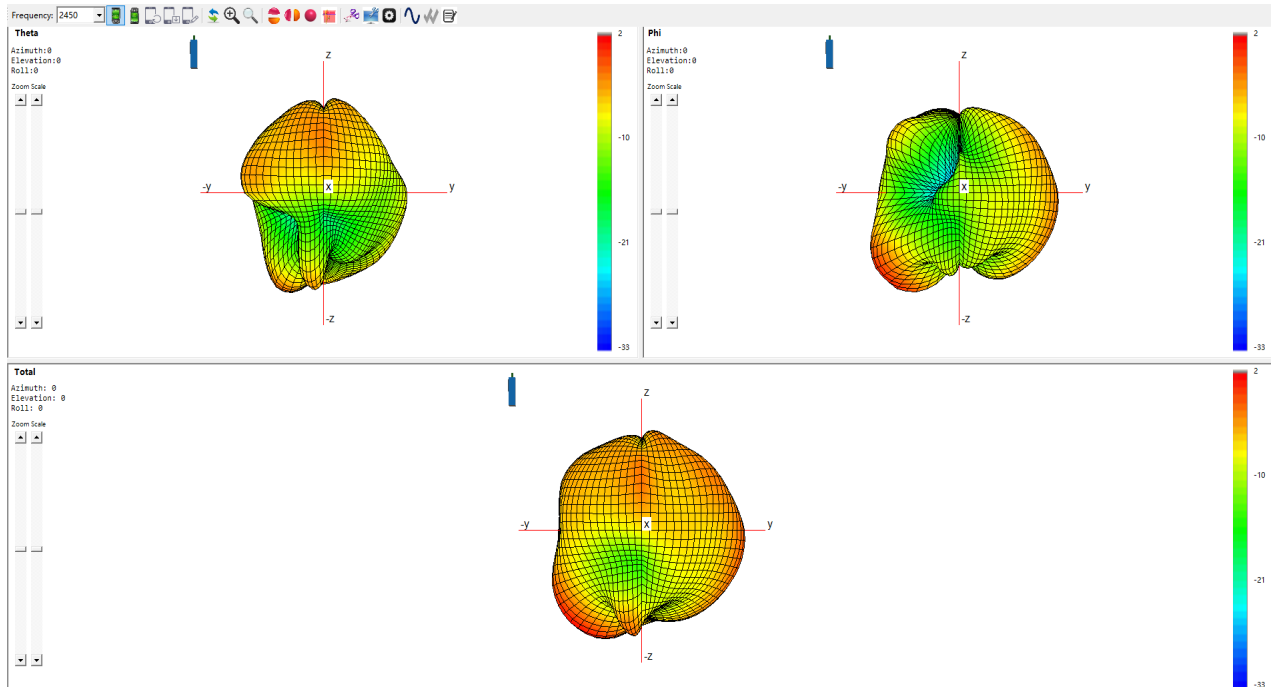 Frequency: 2450
Theta
Azimuth:0
Elevation:0
Roll:0
Zoom Scale
z
-y
x
y
-z
2
-10
-21
-33
Phi
Azimuth:0
Elevation:0
Roll:0
Zoom Scale
z
-y
x
y
-z
2
-10
-21
-33
Total
Azimuth: 0
Elevation: 0
Roll: 0
Zoom Scale
z
-y
x
y
-z
2
-10
-21
-33